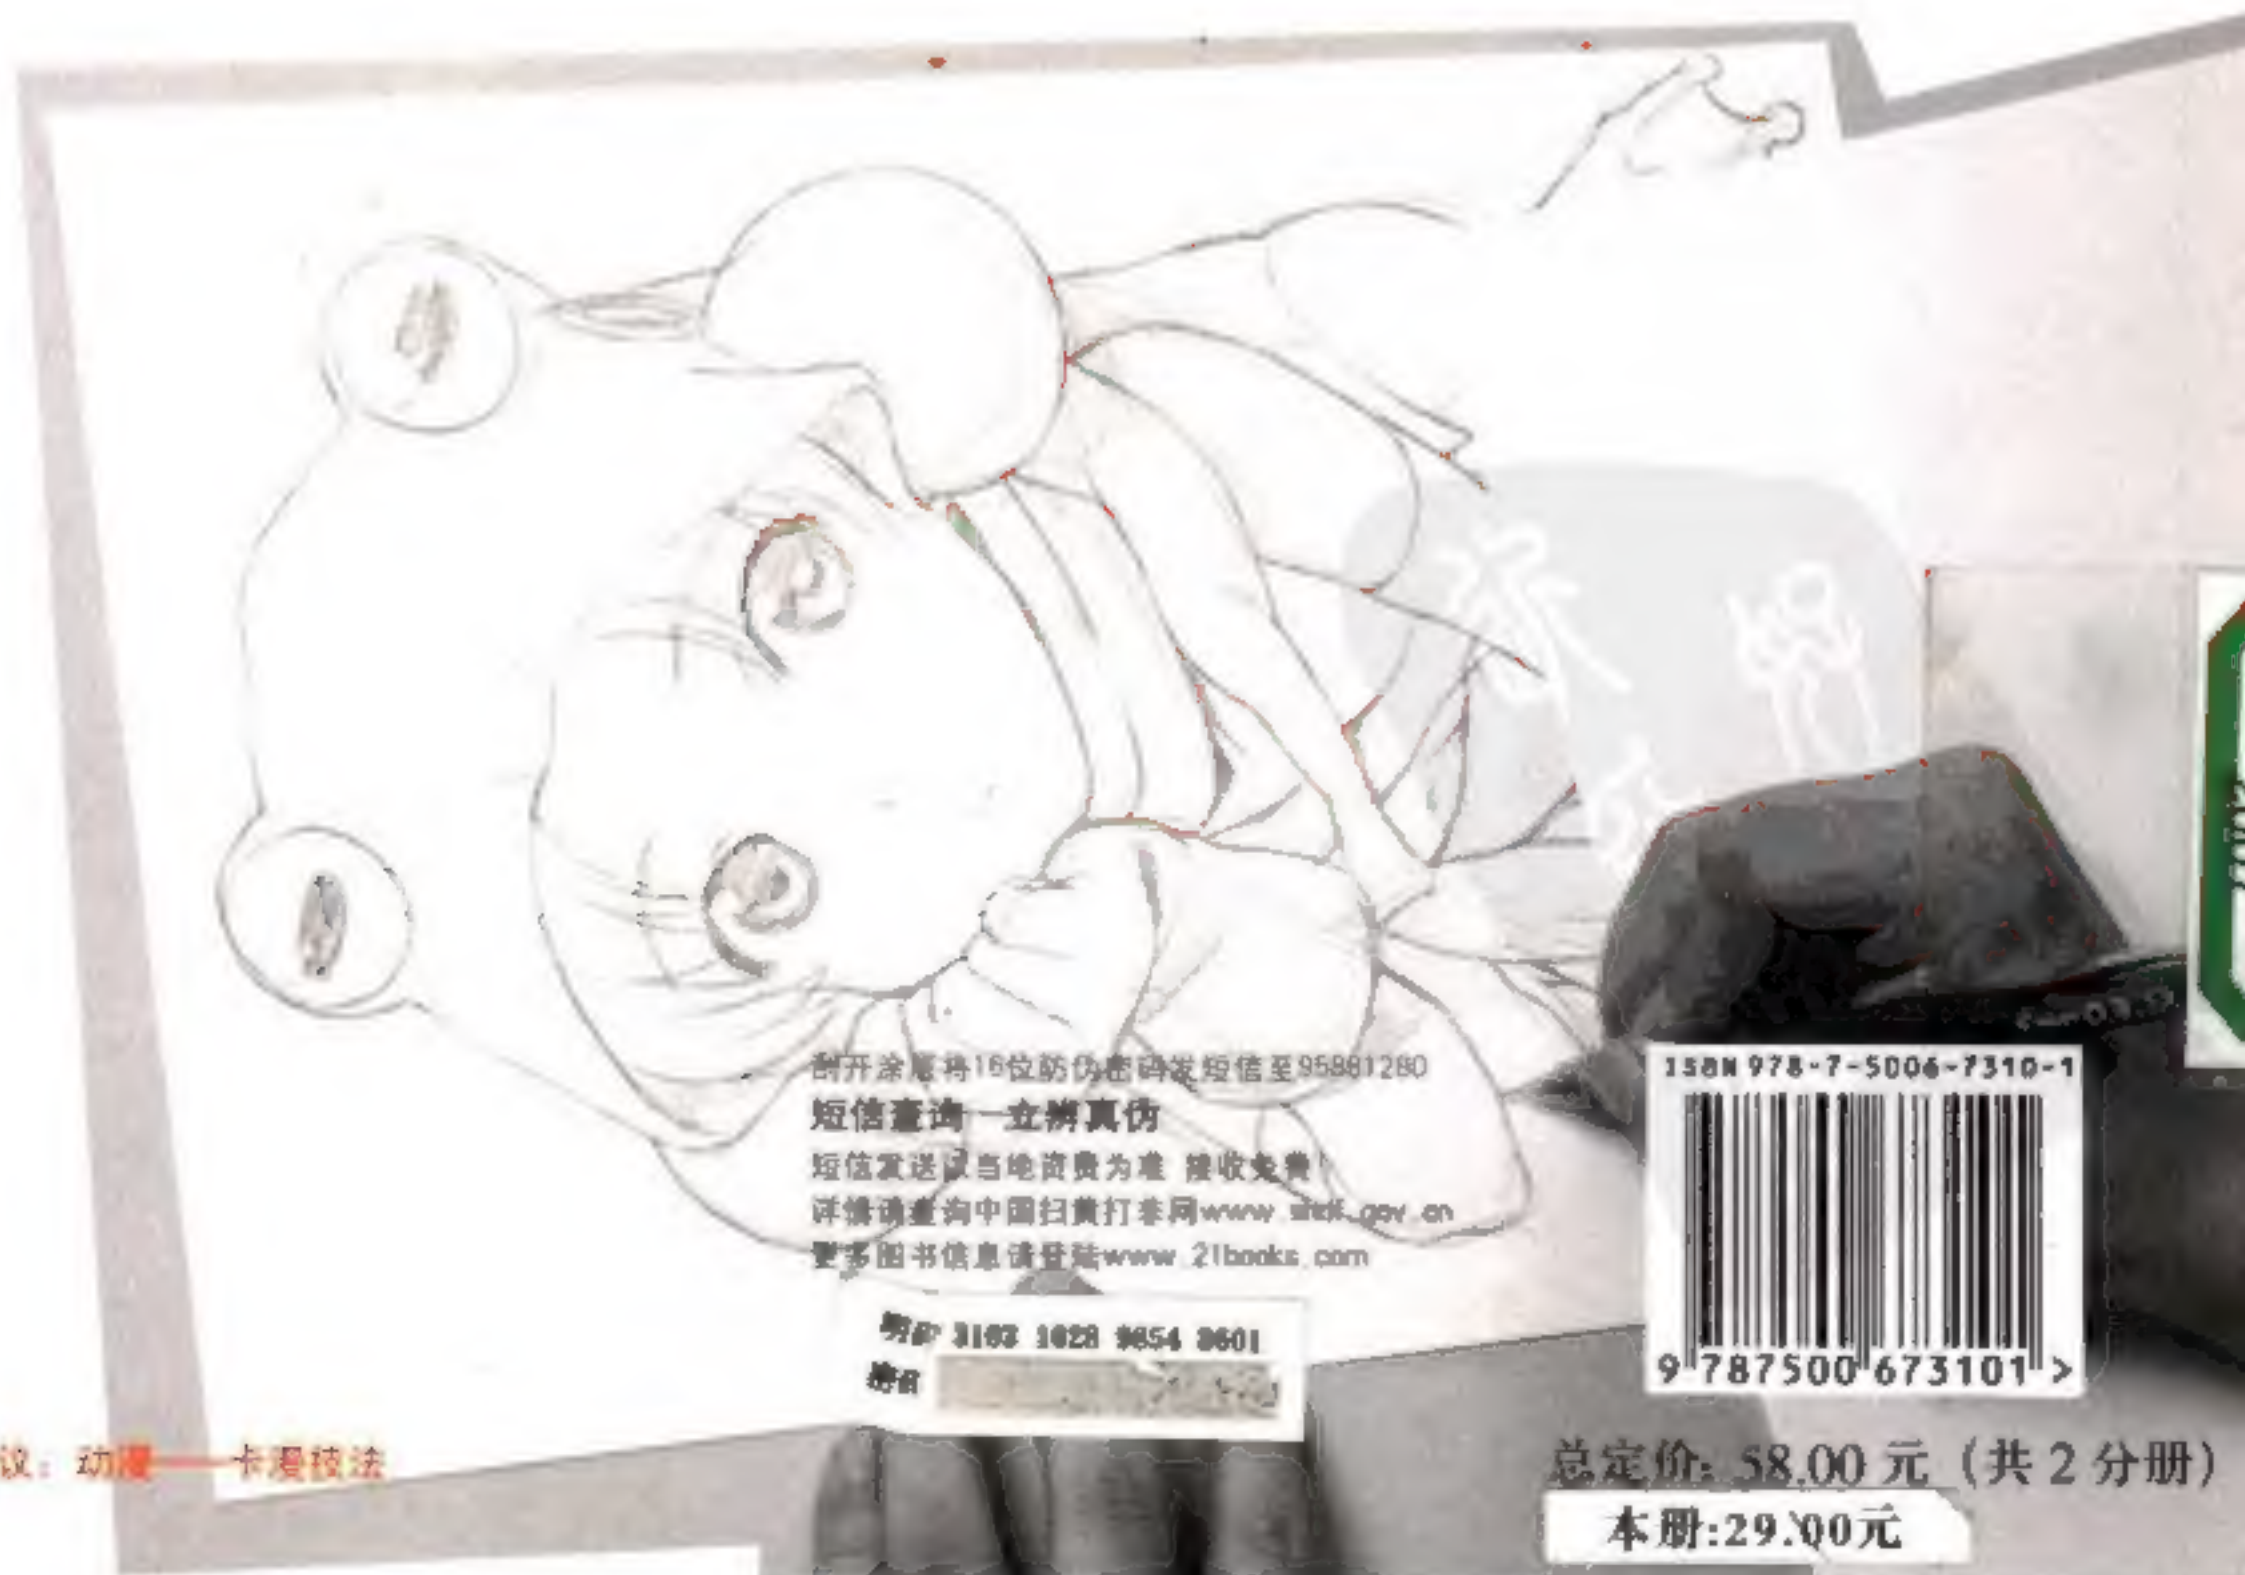 刮开涂层将16位防伪密码发短信至95881280
短信查询 立辨真伪
短信发送以当地资费为准 接收免费!
详情请查询中国扫黄打非网www gov cn
更多图书信息请登陆www 21books com
明码 1028 9654
密码
ISBN 978-7-5006-7310-1
9 787500 673101 >
议: 动漫——卡漫技法
总定价: 58.00 元 (共 2 分册)
本册:29.00元